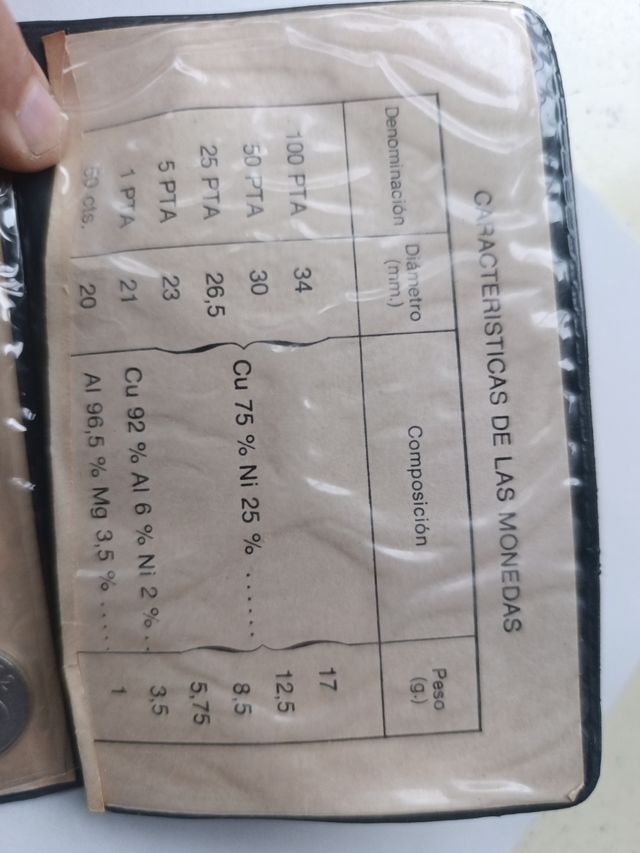 CARACTERISTICAS DE LAS MONEDAS
Denominación Diámetro (mm.) Composición Peso (g.)
100 PTA 34 17
50 PTA 30 12,5
25 PTA 26,5 Cu 75 % Ni 25 % ...... 8,5
5 PTA 23 5,75
1 PTA 21 Cu 92 % Al 6 % Ni 2 % .. 3,5
50 cts. 20 Al 96,5 % Mg 3,5 % .... 1